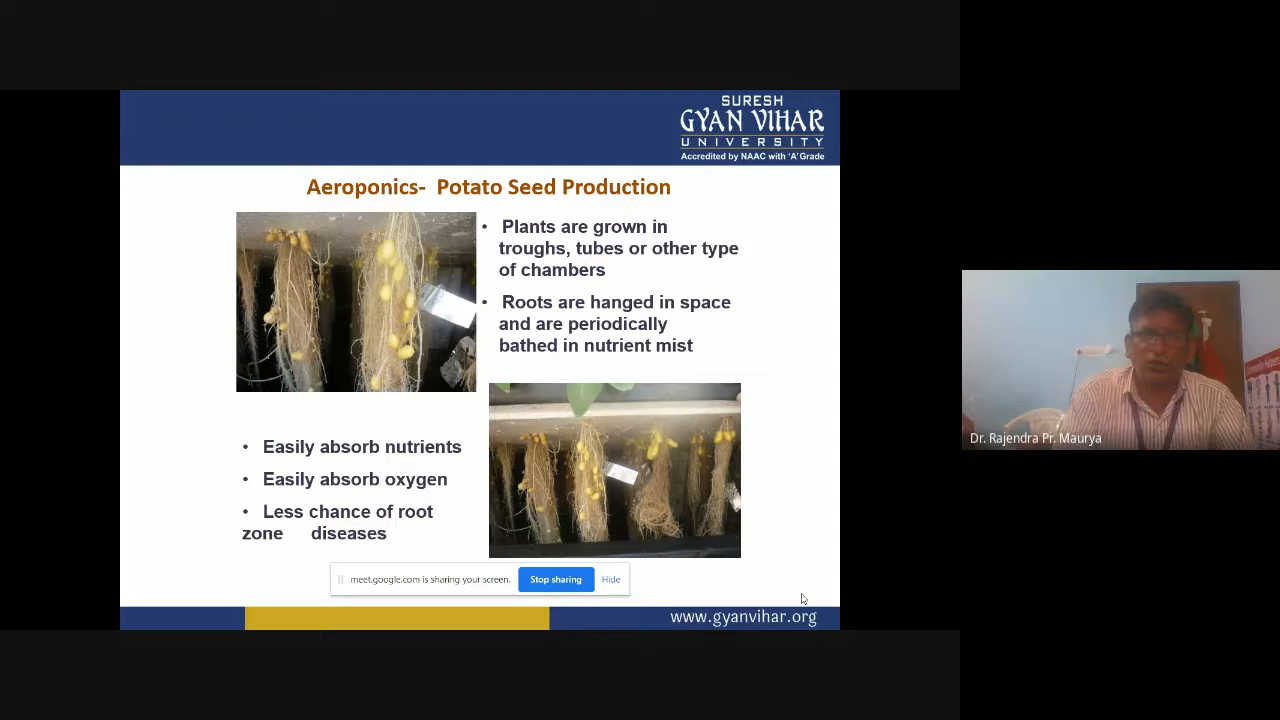 SURESH
GYAN VIHAR
UNIVERSITY
Accredited by NAAC with 'A' Grade
Aeroponics- Potato Seed Production
• Plants are grown in
troughs, tubes or other type
of chambers
• Roots are hanged in space
and are periodically
bathed in nutrient mist
• Easily absorb nutrients
• Easily absorb oxygen
• Less chance of root
zone diseases
meet.google.com is sharing your screen.
Stop sharing
Hide
www.gyanvihar.org
Dr. Rajendra Pr. Maurya